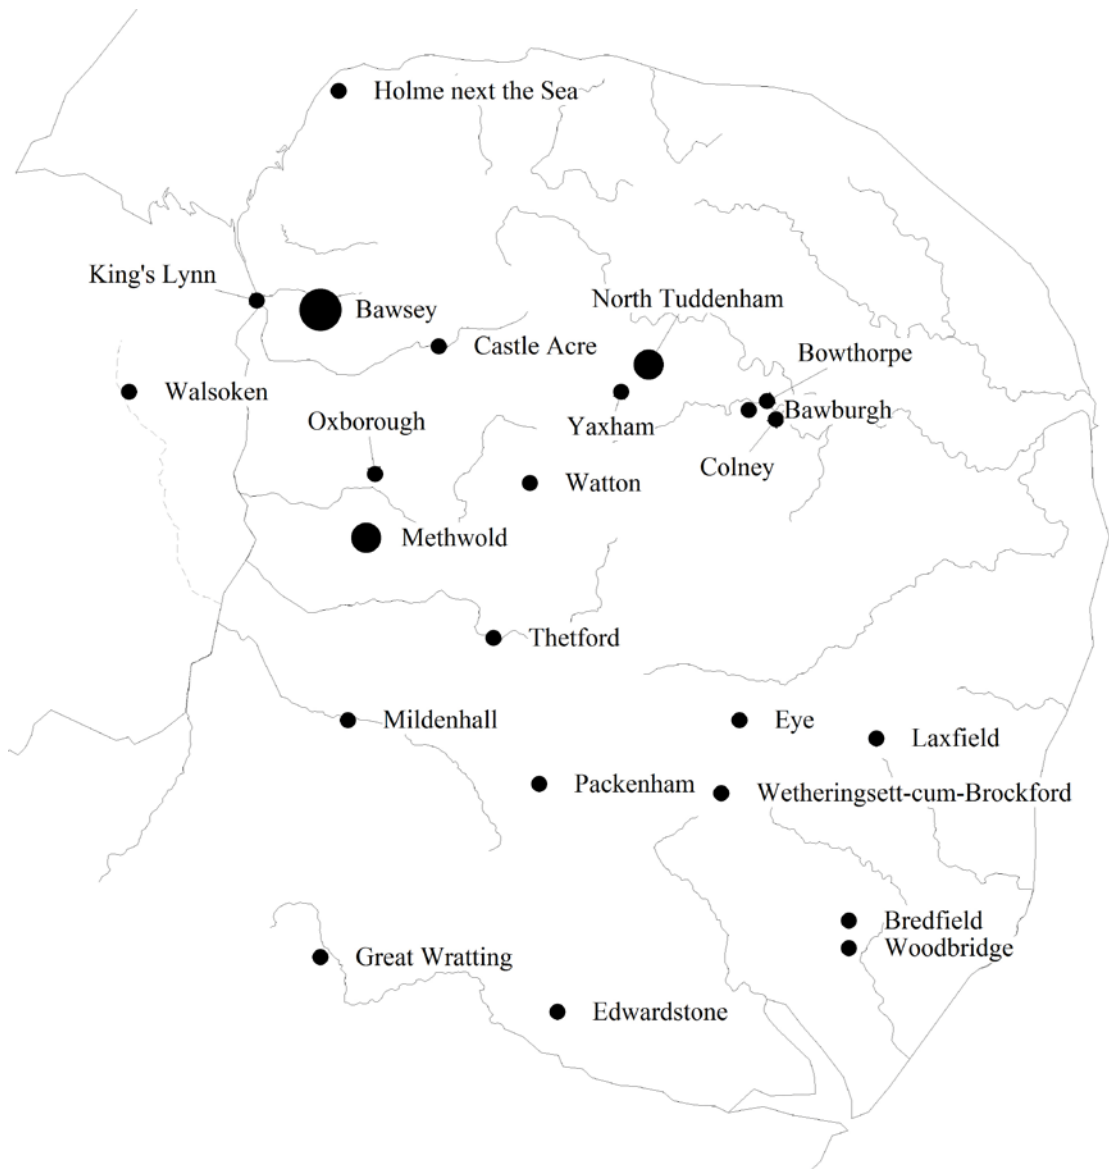 Holme next the Sea
King's Lynn
North Tuddenham
Bawsey
Castle Acre
Bowthorpe
Walsoken
Bawburgh
Oxborough
Yaxham
Colney
Watton
Methwold
Thetford
Mildenhall
Eye
Laxfield
Packenham
Wetheringsett-cum-Brockford
Bredfield
Woodbridge
Great Wratting
Edwardstone